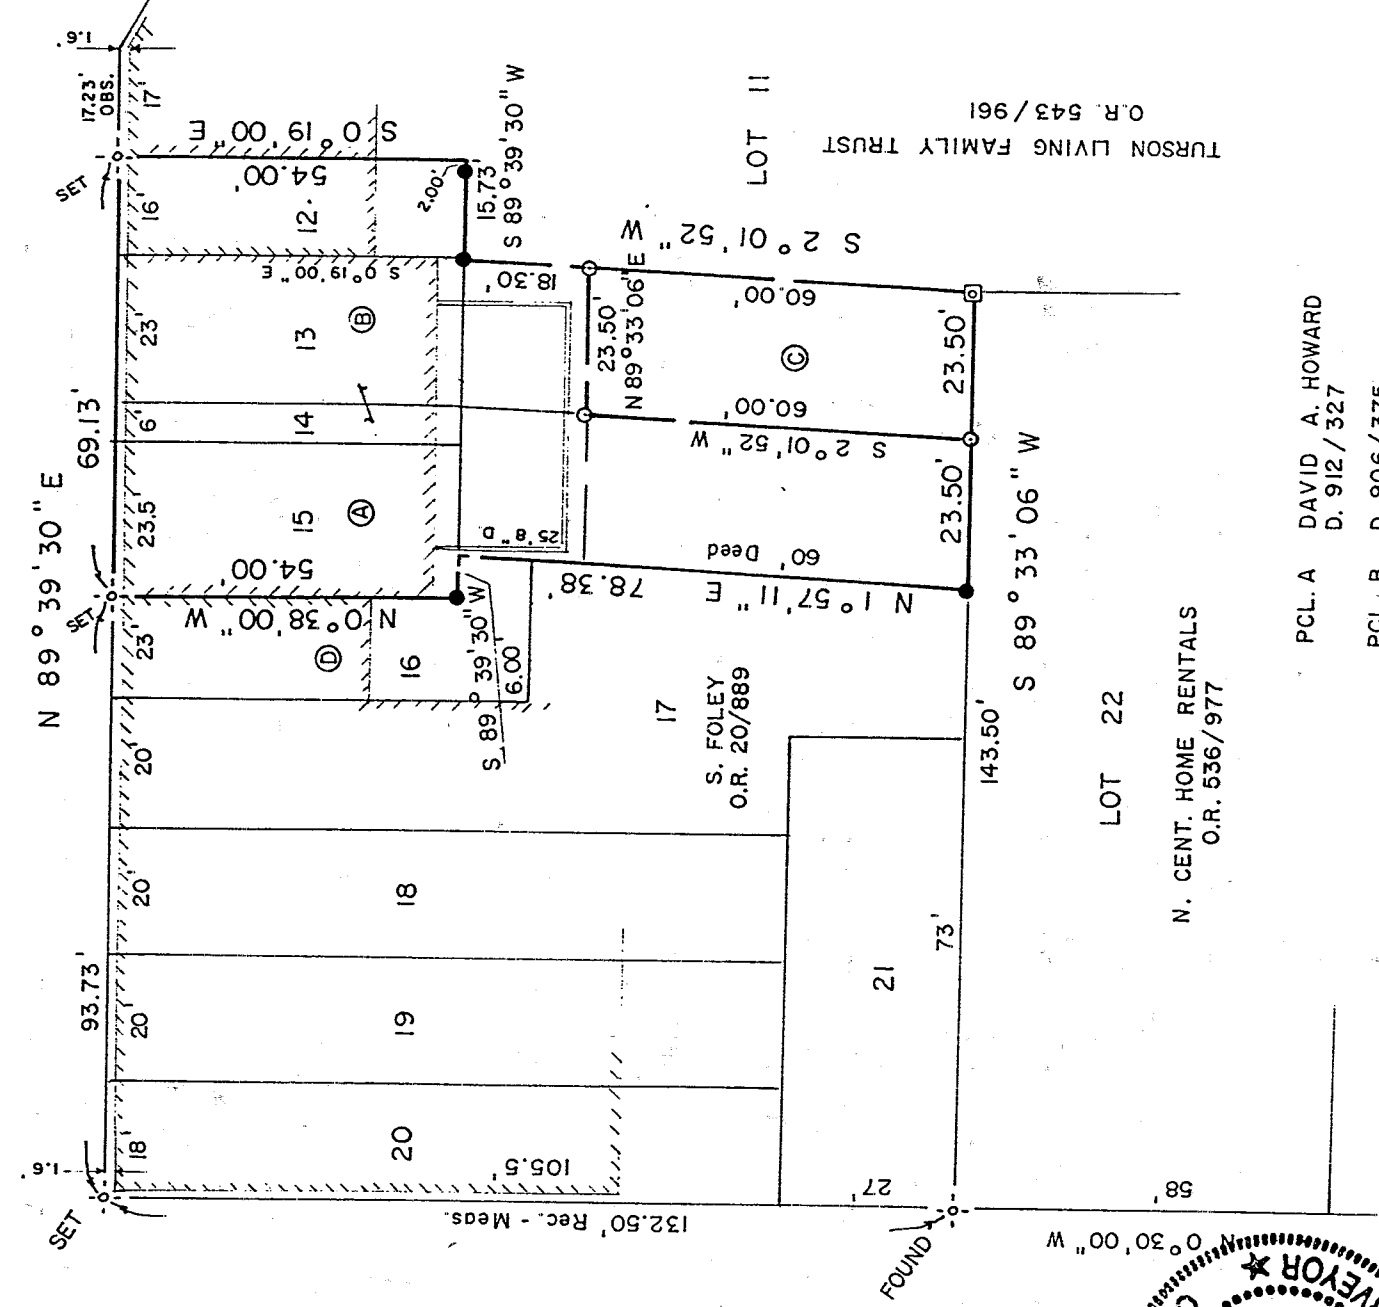 1.6'
17.23'
OBS.
17'
SET
16'
S 0° 19' 00" E
54.00'
12.
2.00'
15.73'
S 89° 39' 30" W
LOT 11
TURSON LIVING FAMILY TRUST
O.R. 543/961
N 89° 39' 30" E
69.13'
23'
S 0° 19' 00" E
13
B
18.30'
23.50'
N 89° 33' 06" E
S 2° 01' 52" W
60.00'
C
23.50'
6'
14
60.00'
S 2° 01' 52" W
23.5'
15
A
25'8" D
60' Deed
23.50'
S 89° 33' 06" W
SET
54.00'
N 0° 38' 00" W
78.38'
N 1° 57' 11" E
23'
D
16
S 89° 39' 30" W
6.00'
17
S. FOLEY
O.R. 20/889
143.50'
LOT 22
N. CENT. HOME RENTALS
O.R. 536/977
PCL. A DAVID A. HOWARD
D. 912/327
PCL. B D. 906/335
20'
20'
18
93.73'
20'
19
73'
21
18'
20
105.5'
1.6'
SET
132.50' Rec. - Meas.
27'
FOUND
58'
N 0° 30' 00" W
VEYOR